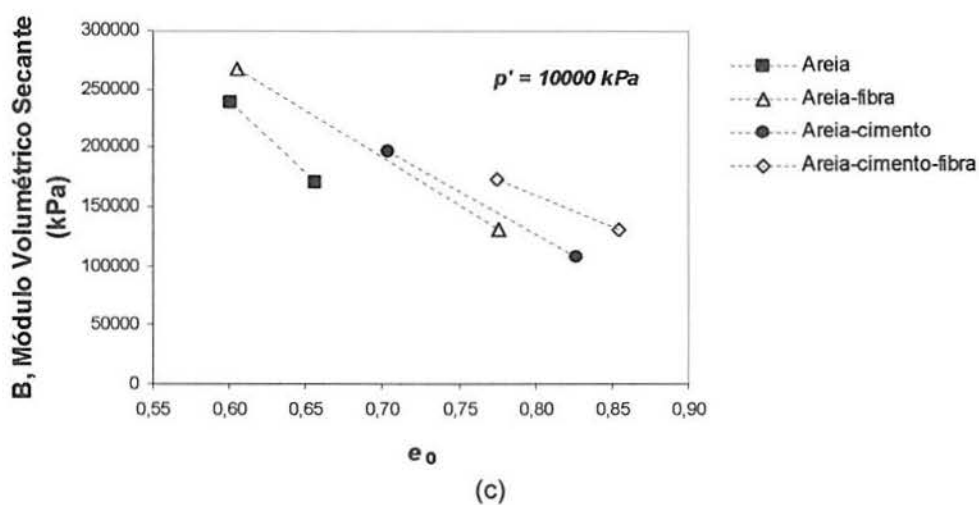 B, Módulo Volumétrico Secante
(kPa)
300000
250000
200000
150000
100000
50000
0
p' = 10000 kPa
0,55
0,60
0,65
0,70
0,75
0,80
0,85
0,90
e0
Areia
Areia-fibra
Areia-cimento
Areia-cimento-fibra
(c)